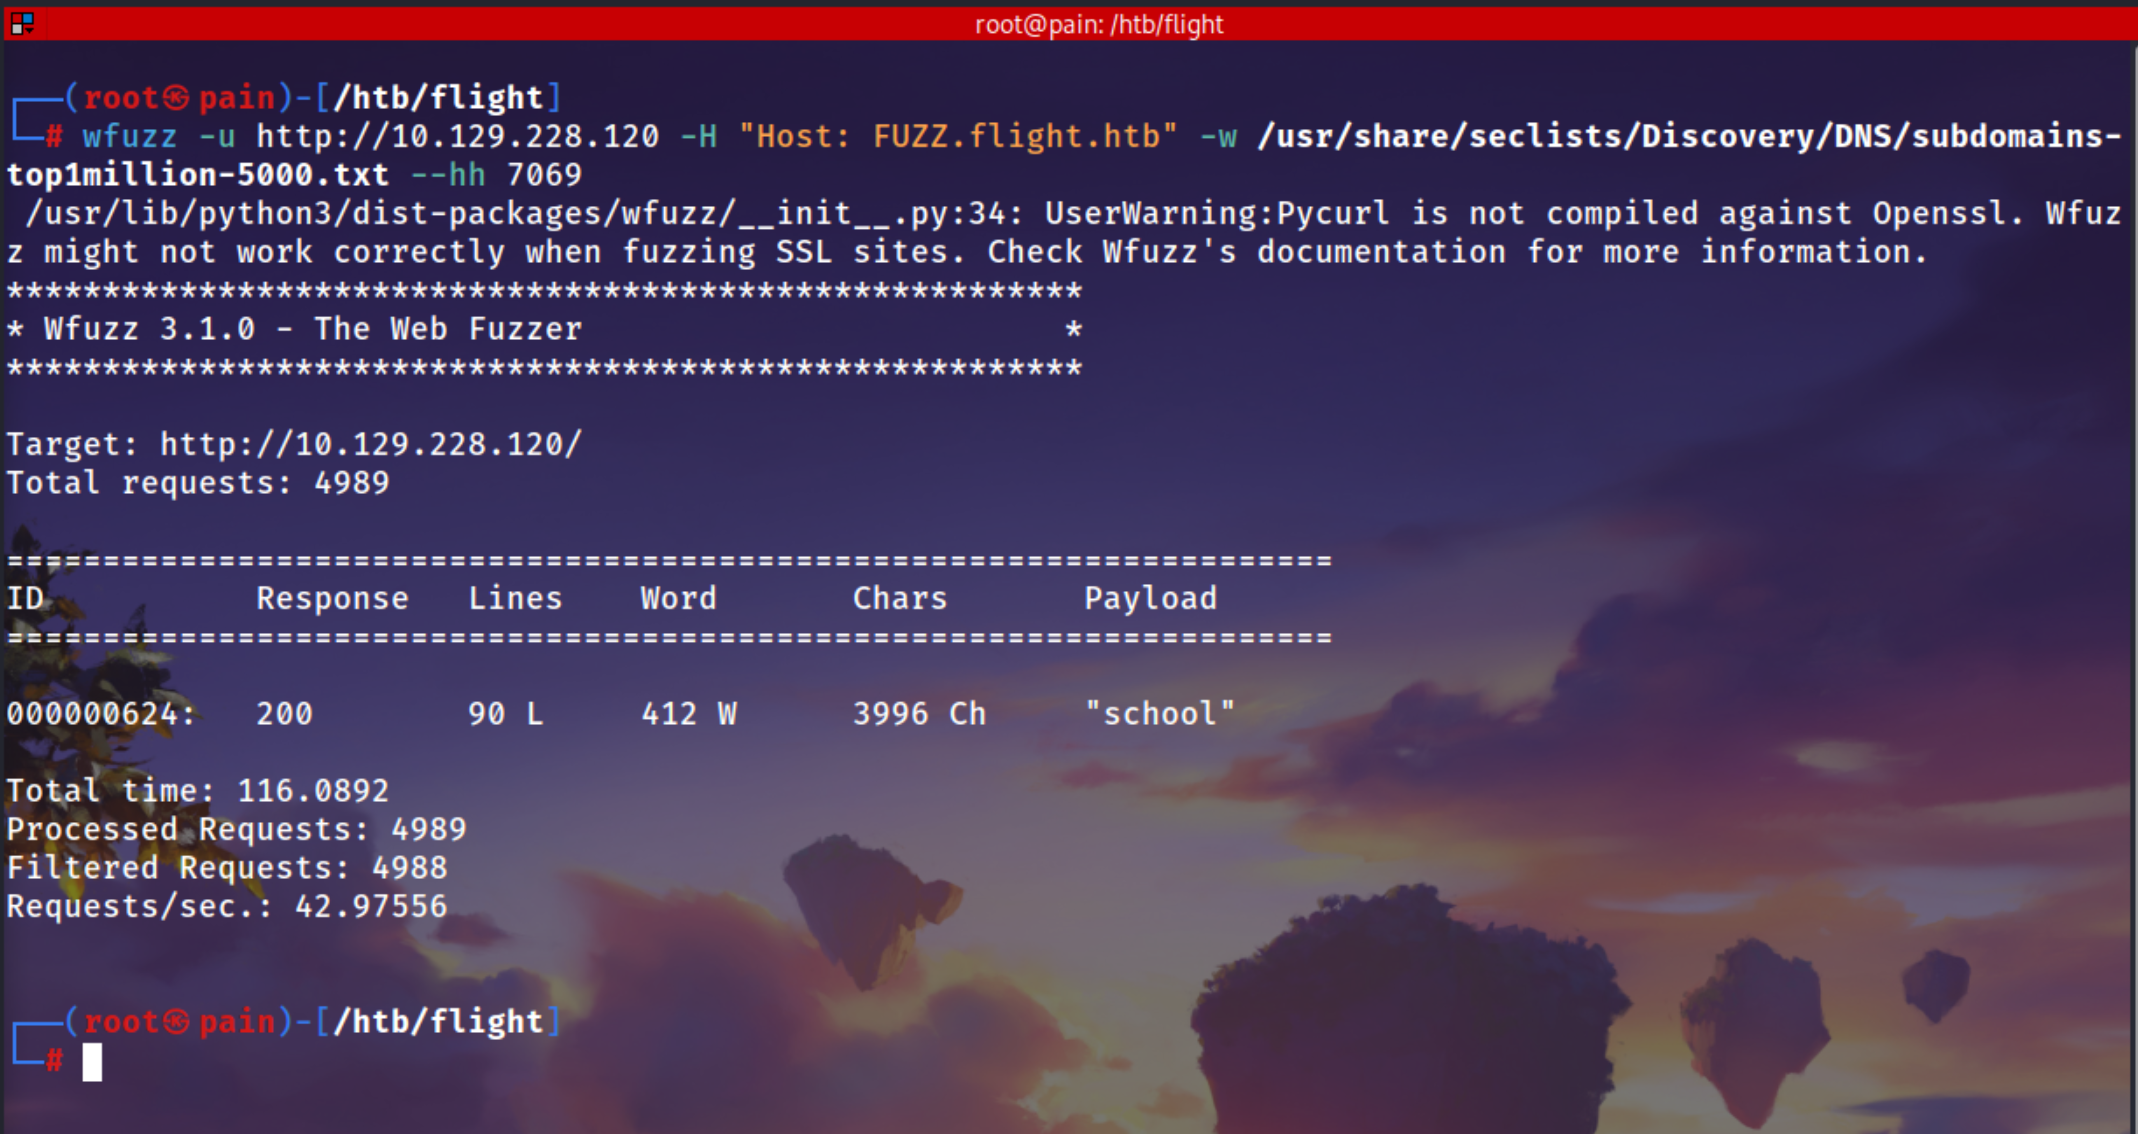 root@pain: /htb/flight
┌──(root㉿pain)-[/htb/flight]
└─# wfuzz -u http://10.129.228.120 -H "Host: FUZZ.flight.htb" -w /usr/share/seclists/Discovery/DNS/subdomains-
top1million-5000.txt --hh 7069
 /usr/lib/python3/dist-packages/wfuzz/__init__.py:34: UserWarning:Pycurl is not compiled against Openssl. Wfuz
z might not work correctly when fuzzing SSL sites. Check Wfuzz's documentation for more information.
********************************************************
* Wfuzz 3.1.0 - The Web Fuzzer                         *
********************************************************
Target: http://10.129.228.120/
Total requests: 4989
=====================================================================
ID           Response   Lines    Word       Chars       Payload
=====================================================================
000000624:   200        90 L     412 W      3996 Ch     "school"
Total time: 116.0892
Processed Requests: 4989
Filtered Requests: 4988
Requests/sec.: 42.97556
┌──(root㉿pain)-[/htb/flight]
└─#